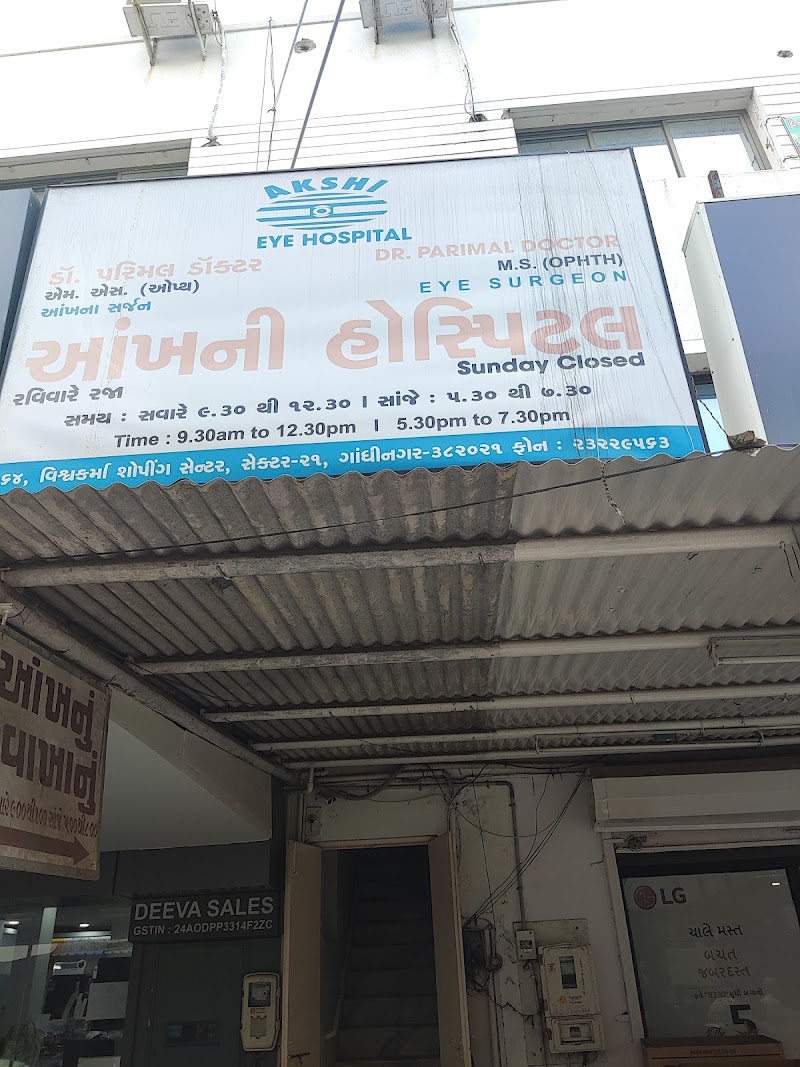 AKSHI
EYE HOSPITAL
ડૉ. પરિમલ ડૉક્ટર
એમ. એસ. (ઓપ્થ)
આંખના સર્જન
DR. PARIMAL DOCTOR
M.S. (OPHTH)
EYE SURGEON
આંખની હોસ્પિટલ
Sunday Closed
રવિવારે રજા
સમય : સવારે ૯.૩૦ થી ૧૨.૩૦ | સાંજે : ૫.૩૦ થી ૭.૩૦
Time : 9.30am to 12.30pm | 5.30pm to 7.30pm
૬૪, વિશ્વકર્મા શોપીંગ સેન્ટર, સેક્ટર-૨૧, ગાંધીનગર-૩૮૨૦૨૧ ફોન : ૨૩૨૨૯૫૬૩
આંખનું
વાખાનું
DEEVA SALES
GSTIN : 24AODPP3314F2ZC
LG
ચાલે મસ્ત
બચત
જબરદસ્ત
5